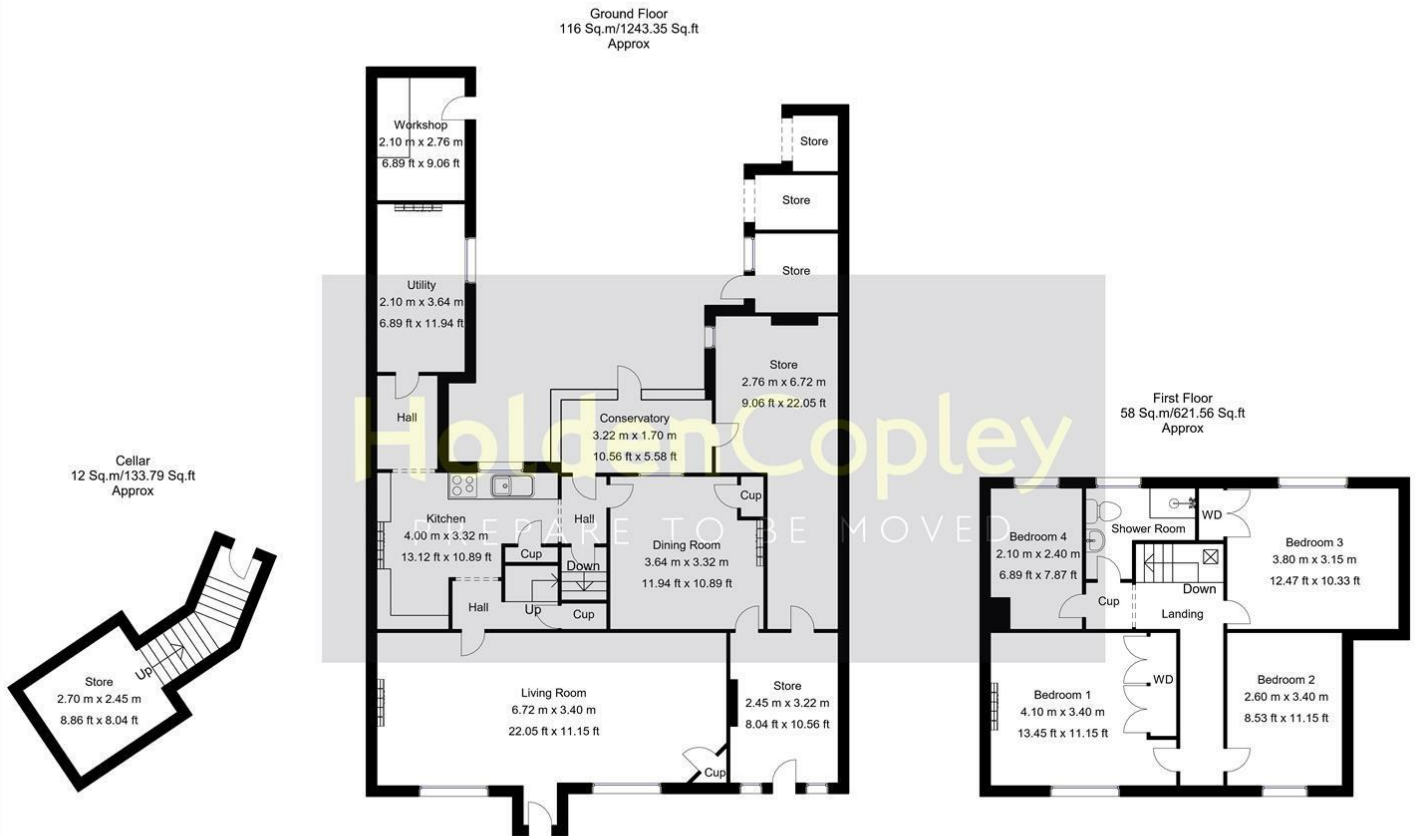 Ground Floor
116 Sq.m/1243.35 Sq.ft
Approx
Workshop
2.10 m x 2.76 m
6.89 ft x 9.06 ft
Store
Store
Store
Utility
2.10 m x 3.64 m
6.89 ft x 11.94 ft
Store
2.76 m x 6.72 m
9.06 ft x 22.05 ft
Hall
Conservatory
3.22 m x 1.70 m
10.56 ft x 5.58 ft
HoldenCopley
PREPARE TO BE MOVED
Kitchen
4.00 m x 3.32 m
13.12 ft x 10.89 ft
Hall
Cup
Dining Room
3.64 m x 3.32 m
11.94 ft x 10.89 ft
Cup
Down
Hall
Up
Cup
Living Room
6.72 m x 3.40 m
22.05 ft x 11.15 ft
Cup
Store
2.45 m x 3.22 m
8.04 ft x 10.56 ft
Cellar
12 Sq.m/133.79 Sq.ft
Approx
Up
Store
2.70 m x 2.45 m
8.86 ft x 8.04 ft
First Floor
58 Sq.m/621.56 Sq.ft
Approx
Bedroom 4
2.10 m x 2.40 m
6.89 ft x 7.87 ft
Shower Room
WD
Bedroom 3
3.80 m x 3.15 m
12.47 ft x 10.33 ft
Down
Cup
Landing
Bedroom 1
4.10 m x 3.40 m
13.45 ft x 11.15 ft
WD
Bedroom 2
2.60 m x 3.40 m
8.53 ft x 11.15 ft